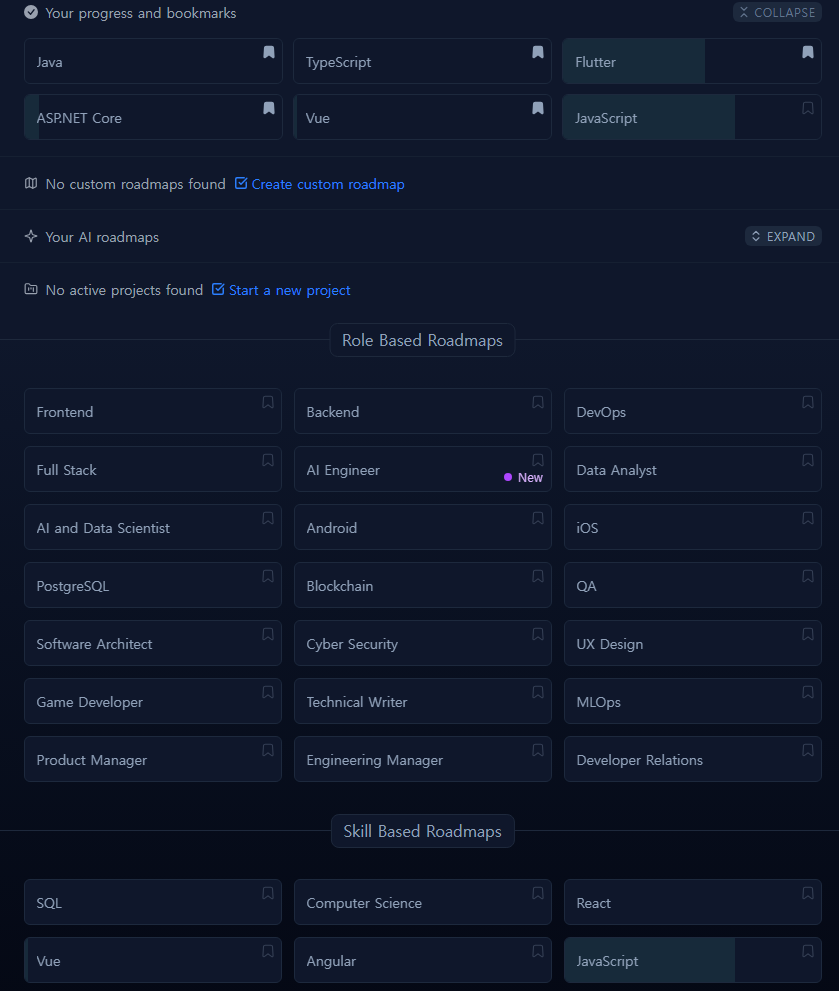 Your progress and bookmarks
COLLAPSE
Java
TypeScript
Flutter
ASP.NET Core
Vue
JavaScript
No custom roadmaps found Create custom roadmap
Your AI roadmaps
EXPAND
No active projects found Start a new project
Role Based Roadmaps
Frontend
Backend
DevOps
Full Stack
AI Engineer
New
Data Analyst
AI and Data Scientist
Android
iOS
PostgreSQL
Blockchain
QA
Software Architect
Cyber Security
UX Design
Game Developer
Technical Writer
MLOps
Product Manager
Engineering Manager
Developer Relations
Skill Based Roadmaps
SQL
Computer Science
React
Vue
Angular
JavaScript